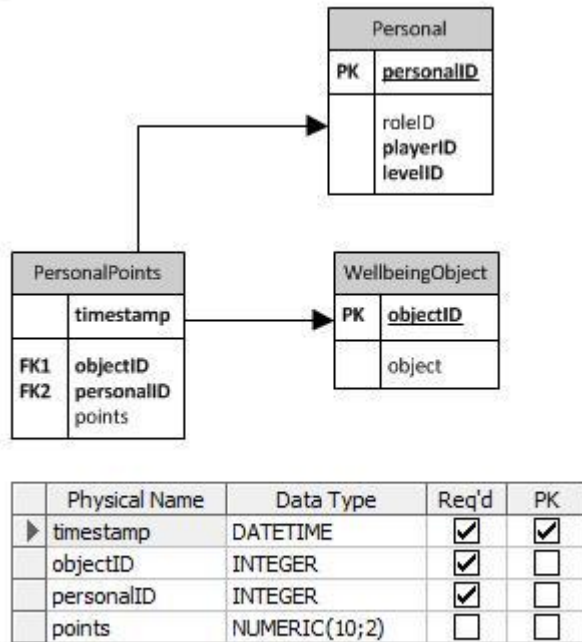 Personal
PK personalID
roleID
playerID
levelID
PersonalPoints
timestamp
FK1 objectID
FK2 personalID
points
WellbeingObject
PK objectID
object
Physical Name Data Type Req'd PK
timestamp DATETIME
objectID INTEGER
personalID INTEGER
points NUMERIC(10;2)